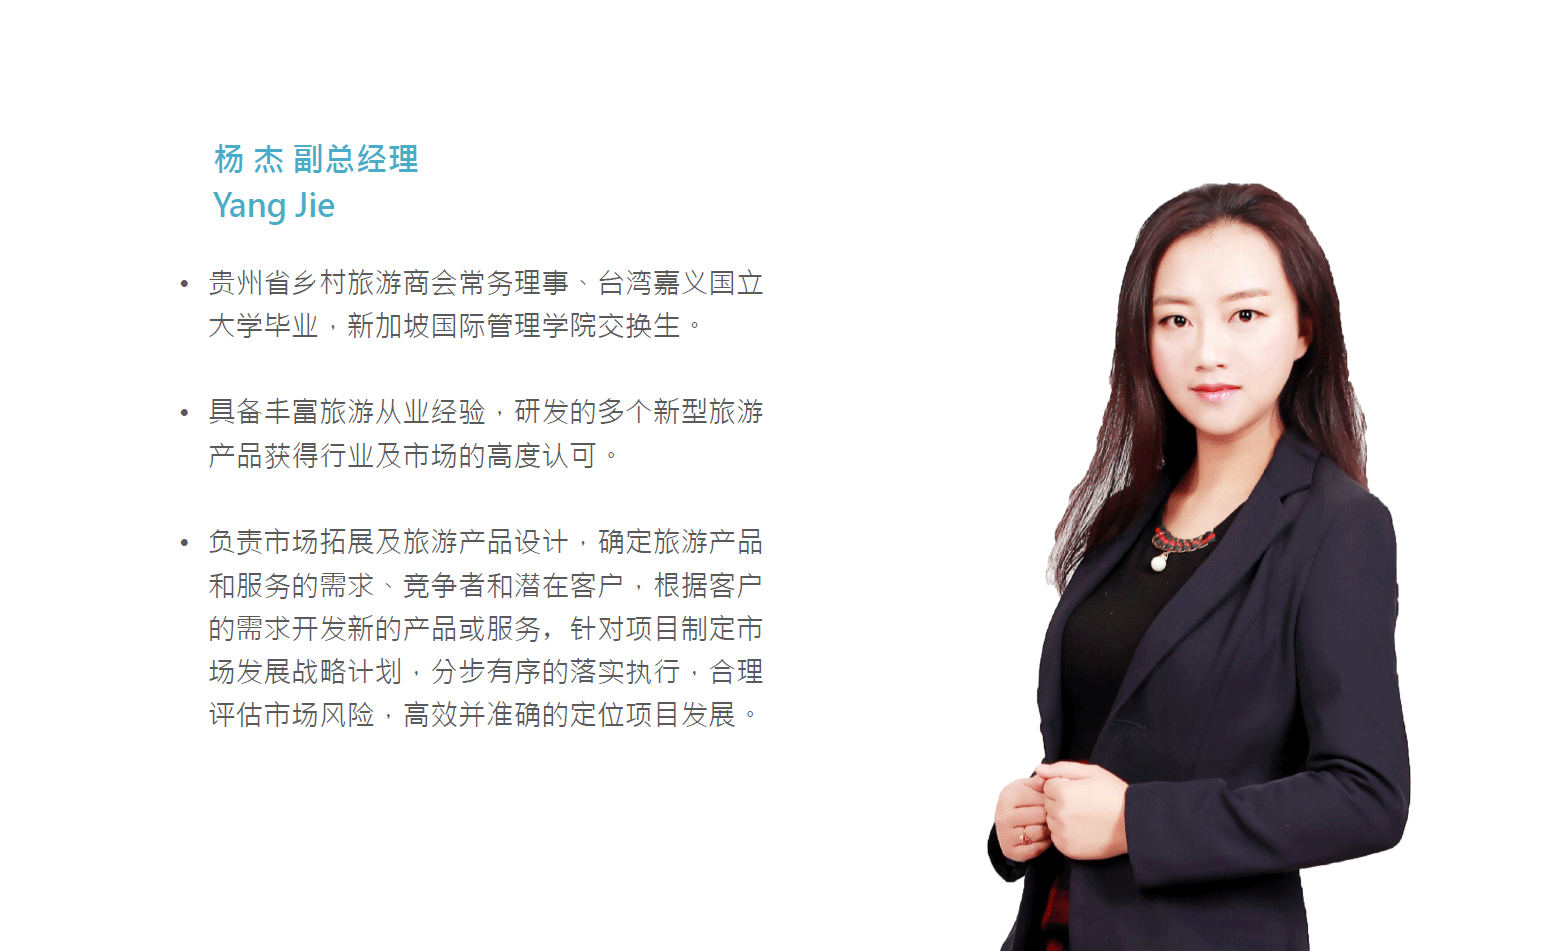 杨 杰 副总经理
Yang Jie
• 贵州省乡村旅游商会常务理事、台湾嘉义国立
大学毕业，新加坡国际管理学院交换生。
• 具备丰富旅游从业经验，研发的多个新型旅游
产品获得行业及市场的高度认可。
• 负责市场拓展及旅游产品设计，确定旅游产品
和服务的需求、竞争者和潜在客户，根据客户
的需求开发新的产品或服务，针对项目制定市
场发展战略计划，分步有序的落实执行，合理
评估市场风险，高效并准确的定位项目发展。